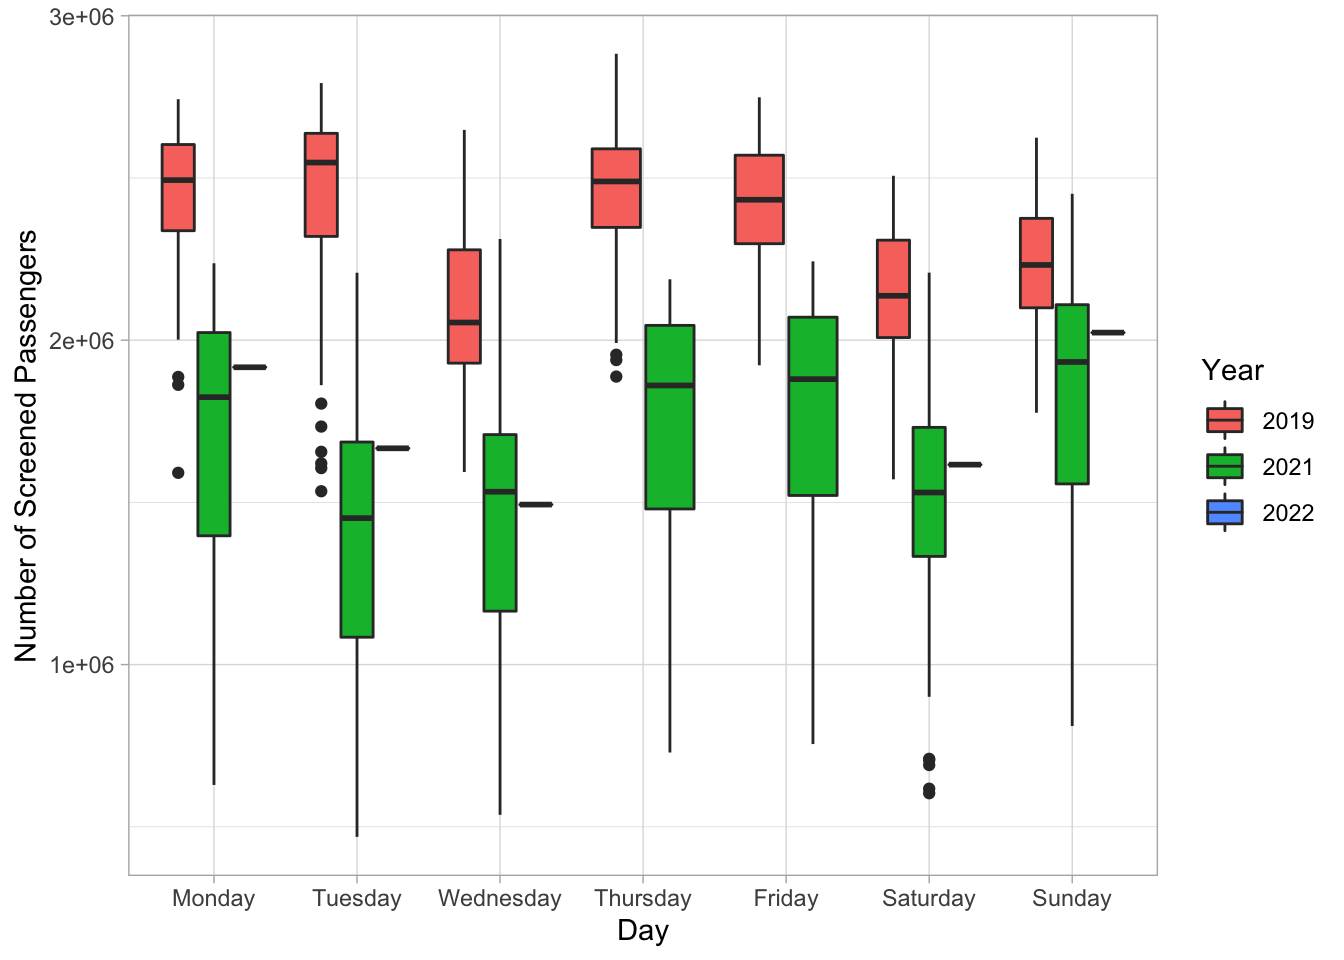 3e+06
2e+06
1e+06
Number of Screened Passengers
Monday Tuesday Wednesday Thursday Friday Saturday Sunday
Day
Year
2019
2021
2022